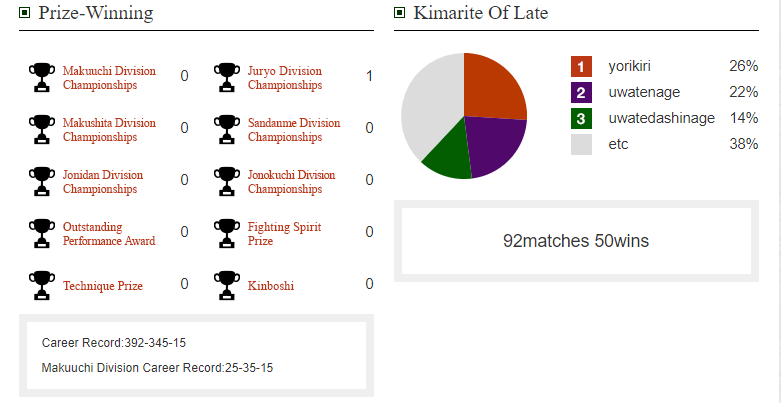 Prize-Winning
Makuuchi Division
Championships
0
Juryo Division
Championships
1
Makushita Division
Championships
0
Sandanme Division
Championships
0
Jonidan Division
Championships
0
Jonokuchi Division
Championships
0
Outstanding
Performance Award
0
Fighting Spirit
Prize
0
Technique Prize
0
Kinboshi
0
Career Record:392-345-15
Makuuchi Division Career Record:25-35-15
Kimarite Of Late
1 yorikiri 26%
2 uwatenage 22%
3 uwatedashinage 14%
etc 38%
92matches 50wins